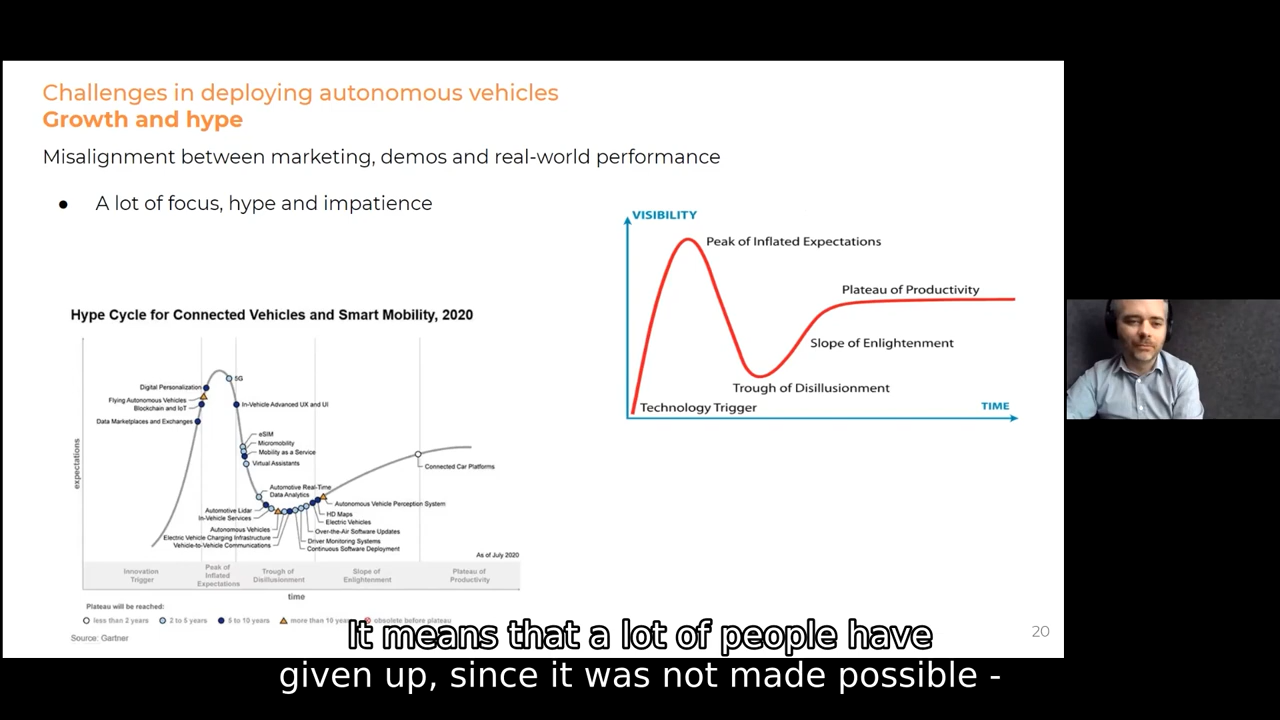 Challenges in deploying autonomous vehicles
Growth and hype
Misalignment between marketing, demos and real-world performance
● A lot of focus, hype and impatience
VISIBILITY
Peak of Inflated Expectations
Plateau of Productivity
Slope of Enlightenment
Trough of Disillusionment
Technology Trigger
TIME
Hype Cycle for Connected Vehicles and Smart Mobility, 2020
expectations
5G
Digital Personalization
Flying Autonomous Vehicles
Blockchain and IoT
Data Marketplaces and Exchanges
In-Vehicle Advanced UX and UI
eSIM
Micromobility
Mobility as a Service
Virtual Assistants
Connected Car Platforms
Automotive Real-Time
Data Analytics
Autonomous Vehicle Perception System
Automotive Lidar
In-Vehicle Services
HD Maps
Electric Vehicles
Autonomous Vehicles
Over-the-Air Software Updates
Electric Vehicle Charging Infrastructure
Driver Monitoring Systems
Vehicle-to-Vehicle Communications
Continuous Software Deployment
As of July 2020
Innovation
Trigger
Peak of
Inflated
Expectations
Trough of
Disillusionment
Slope of
Enlightenment
Plateau of
Productivity
time
Plateau will be reached:
less than 2 years 2 to 5 years 5 to 10 years more than 10 years obsolete before plateau
Source: Gartner
20
It means that a lot of people have
given up, since it was not made possible -